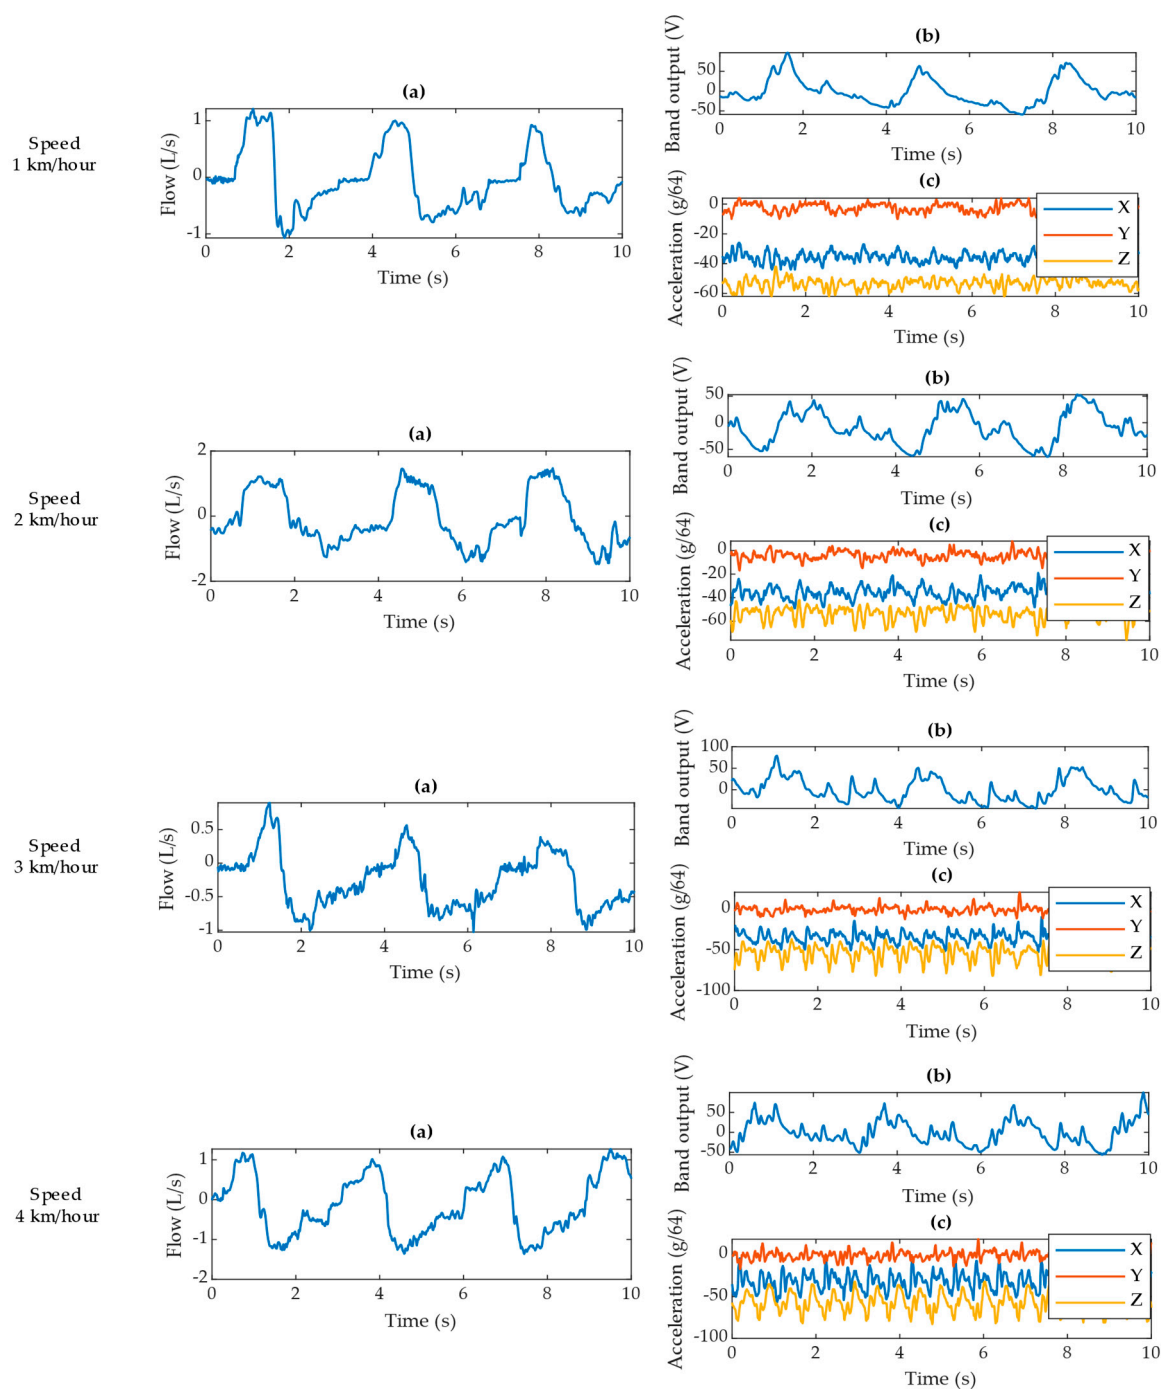 Speed
1 km/hour
(a)
Flow (L/s)
1
0
-1
0 2 4 6 8 10
Time (s)
(b)
Band output (V)
50
0
-50
0 2 4 6 8 10
Time (s)
(c)
Acceleration (g/64)
0
-20
-40
-60
0 2 4 6 8 10
Time (s)
X
Y
Z
Speed
2 km/hour
(a)
Flow (L/s)
2
0
-2
0 2 4 6 8 10
Time (s)
(b)
Band output (V)
50
0
-50
0 2 4 6 8 10
Time (s)
(c)
Acceleration (g/64)
0
-20
-40
-60
0 2 4 6 8 10
Time (s)
X
Y
Z
Speed
3 km/hour
(a)
Flow (L/s)
0.5
0
-0.5
-1
0 2 4 6 8 10
Time (s)
(b)
Band output (V)
100
50
0
0 2 4 6 8 10
Time (s)
(c)
Acceleration (g/64)
0
-50
-100
0 2 4 6 8 10
Time (s)
X
Y
Z
Speed
4 km/hour
(a)
Flow (L/s)
1
0
-1
-2
0 2 4 6 8 10
Time (s)
(b)
Band output (V)
50
0
-50
0 2 4 6 8 10
Time (s)
(c)
Acceleration (g/64)
0
-50
-100
0 2 4 6 8 10
Time (s)
X
Y
Z